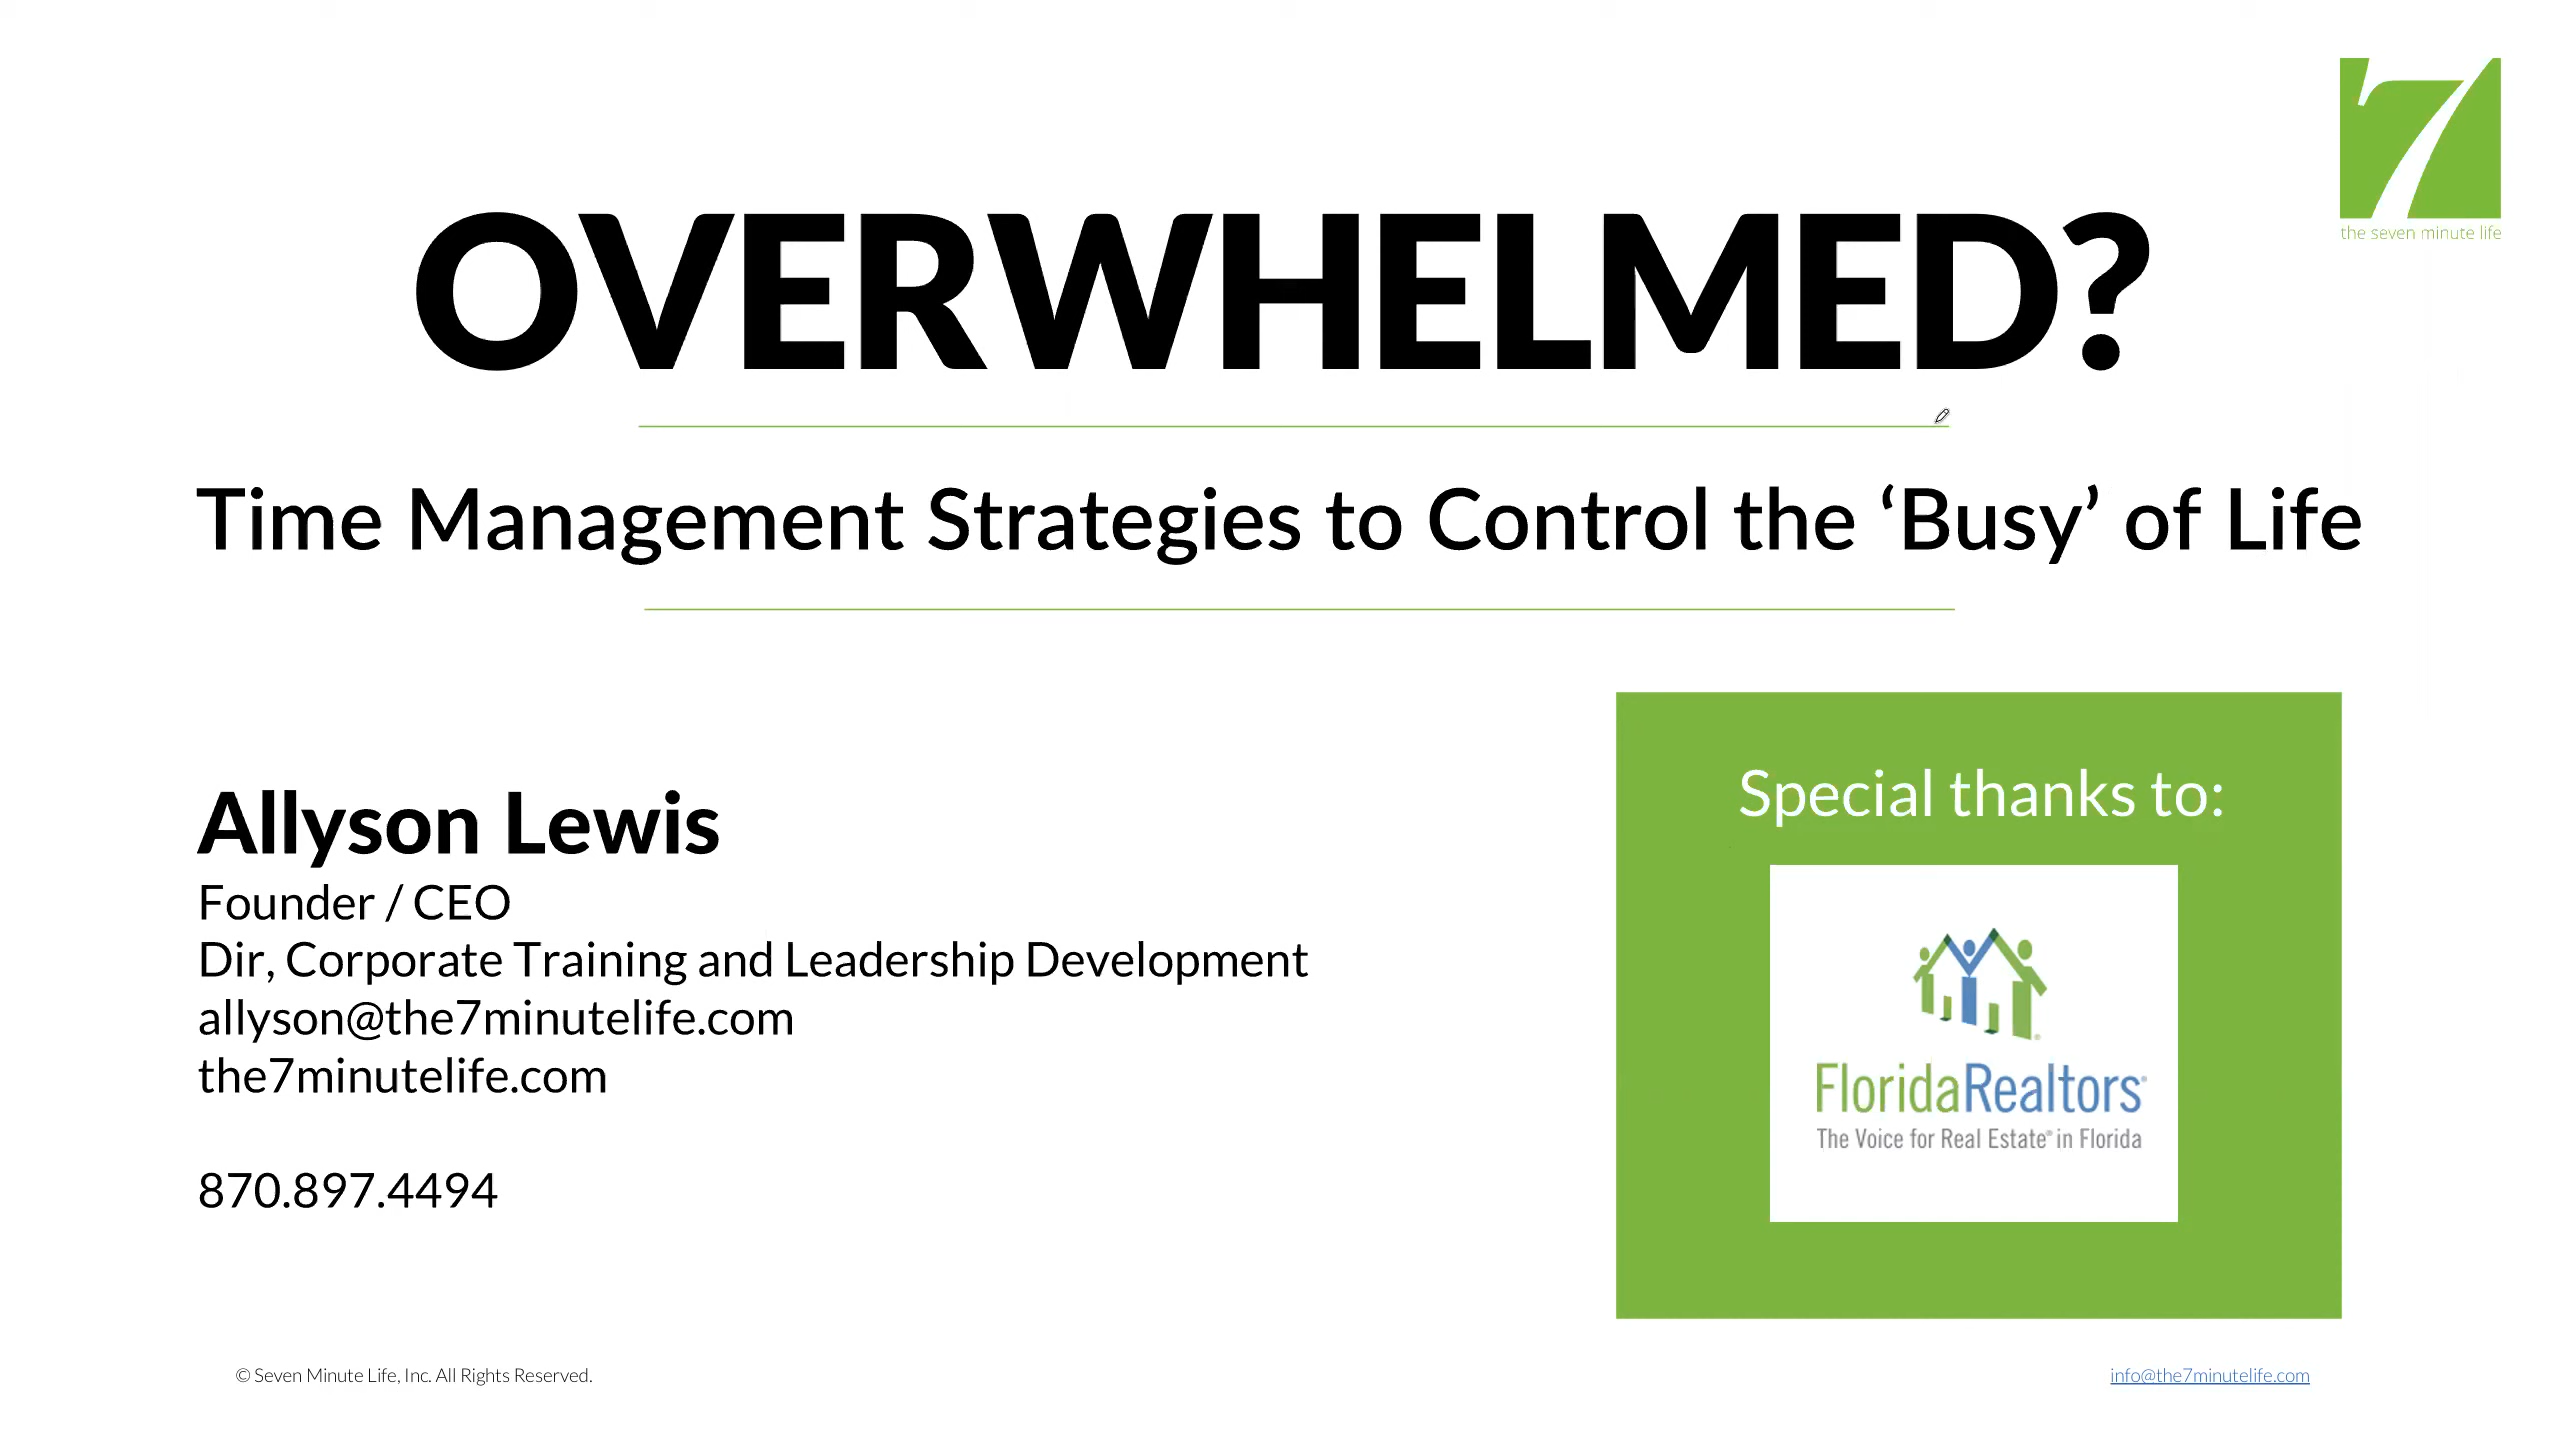 7
the seven minute life
OVERWHELMED?
Time Management Strategies to Control the ‘Busy’ of Life
Allyson Lewis
Founder / CEO
Dir, Corporate Training and Leadership Development
allyson@the7minutelife.com
the7minutelife.com
870.897.4494
Special thanks to:
FloridaRealtors®
The Voice for Real Estate® in Florida
© Seven Minute Life, Inc. All Rights Reserved.
info@the7minutelife.com